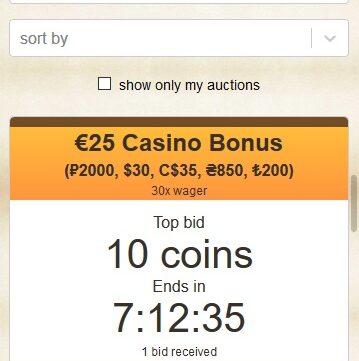 sort by
show only my auctions
€25 Casino Bonus
(₽2000, $30, C$35, ₴850, ₺200)
30x wager
Top bid
10 coins
Ends in
7:12:35
1 bid received